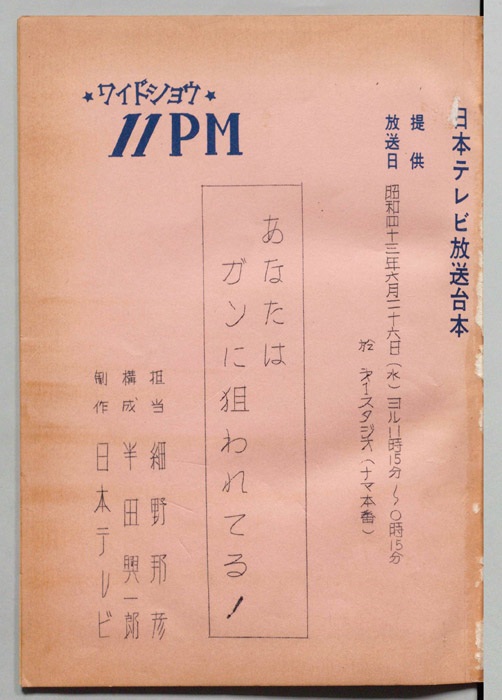 日本テレビ放送台本
提供
放送日 昭和四十三年六月二十六日(水)ヨル11時15分〜0時15分
於 オ1スタジオ(ナマ本番)
★ワイドショウ★
11PM
あなたは
ガンに狙われてる!
担当 細野邦彦
構成 半田興一郎
制作 日本テレビ